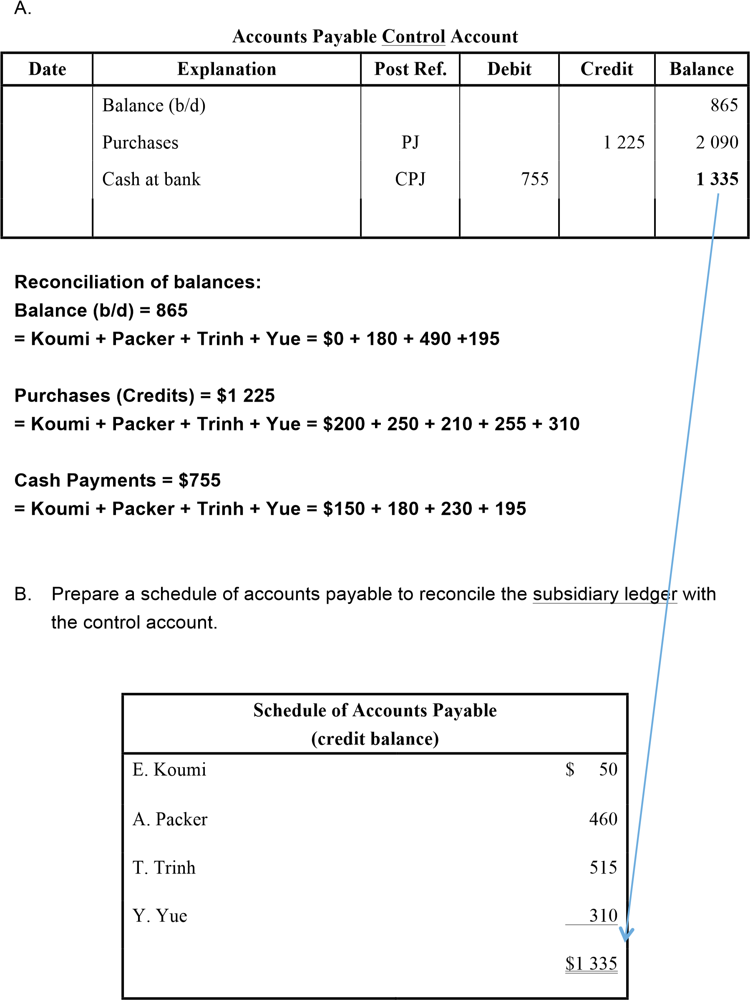 A.
Accounts Payable Control Account
Date Explanation Post Ref. Debit Credit Balance
Balance (b/d) 865
Purchases PJ 1 225 2 090
Cash at bank CPJ 755 1 335
Reconciliation of balances:
Balance (b/d) = 865
= Koumi + Packer + Trinh + Yue = $0 + 180 + 490 +195
Purchases (Credits) = $1 225
= Koumi + Packer + Trinh + Yue = $200 + 250 + 210 + 255 + 310
Cash Payments = $755
= Koumi + Packer + Trinh + Yue = $150 + 180 + 230 + 195
B. Prepare a schedule of accounts payable to reconcile the subsidiary ledger with
the control account.
Schedule of Accounts Payable
(credit balance)
E. Koumi $ 50
A. Packer 460
T. Trinh 515
Y. Yue 310
$1 335